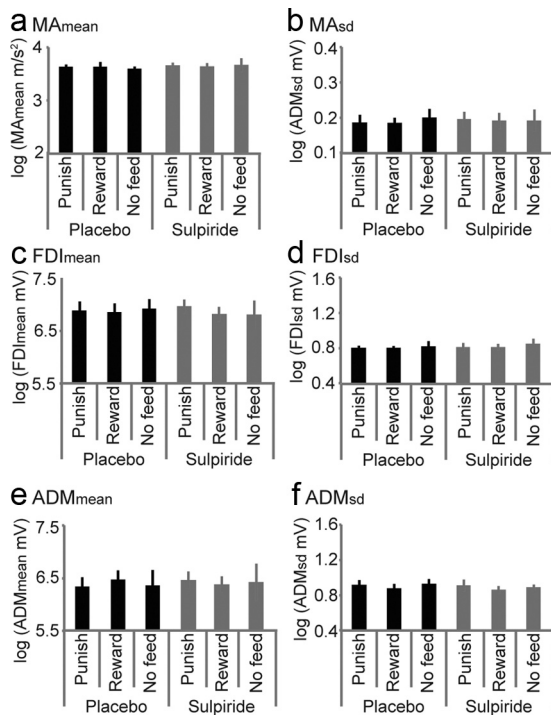 a MAmean
log (MAmean m/s²)
4
3
2
Punish
Reward
No feed
Punish
Reward
No feed
Placebo
Sulpiride
b MAsd
log (ADMsd mV)
0.4
0.3
0.2
0.1
Punish
Reward
No feed
Punish
Reward
No feed
Placebo
Sulpiride
c FDImean
log (FDImean mV)
7.5
6.5
5.5
Punish
Reward
No feed
Punish
Reward
No feed
Placebo
Sulpiride
d FDIsd
log (FDIsd mV)
1.6
1.2
0.8
0.4
Punish
Reward
No feed
Punish
Reward
No feed
Placebo
Sulpiride
e ADMmean
log (ADMmean mV)
7.5
6.5
5.5
Punish
Reward
No feed
Punish
Reward
No feed
Placebo
Sulpiride
f ADMsd
log (ADMsd mV)
1.6
1.2
0.8
0.4
Punish
Reward
No feed
Punish
Reward
No feed
Placebo
Sulpiride